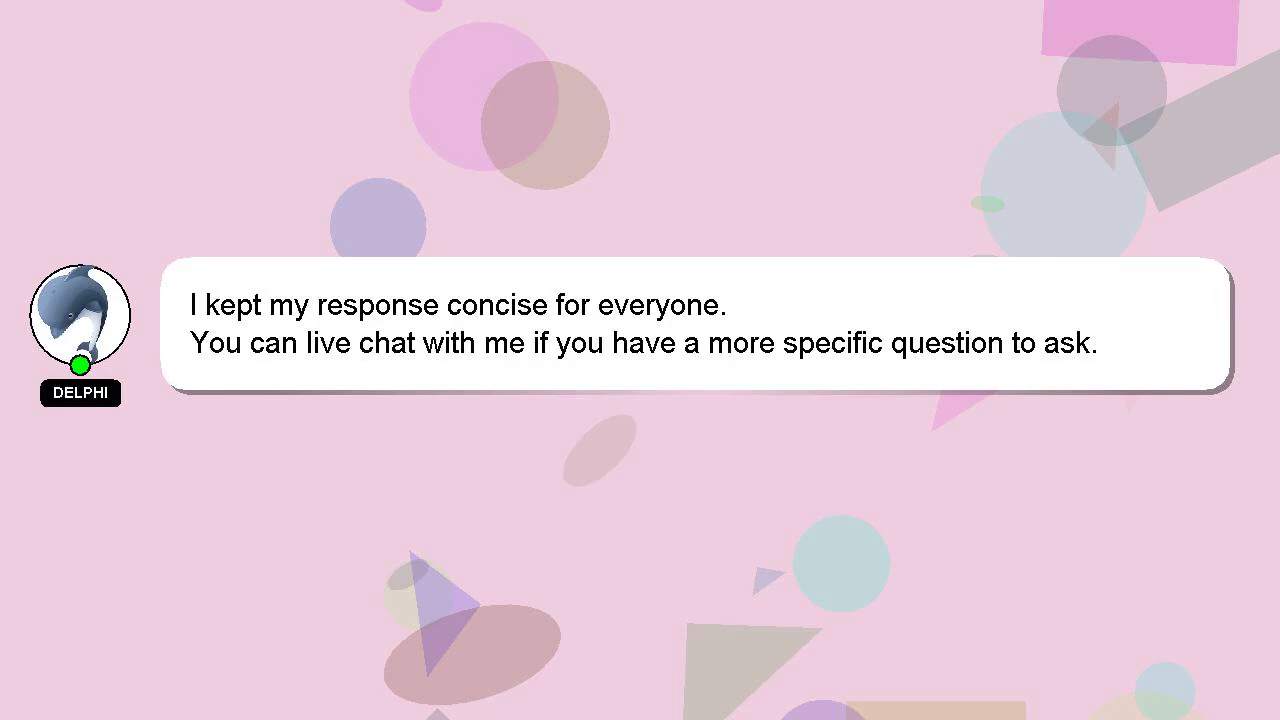 I kept my response concise for everyone.
You can live chat with me if you have a more specific question to ask.
DELPHI